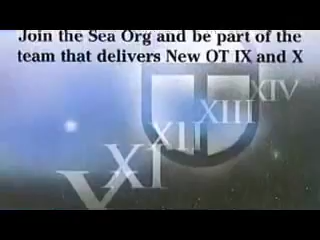 Join the Sea Org and be part of the
team that delivers New OT IX and X
XIV
XIII
XII
XI